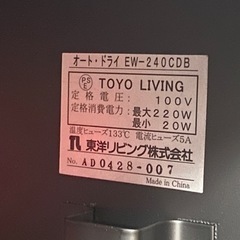 オート・ドライ EW-240CDB
PSE TOYO LIVING
定格電圧: 100V
定格消費電力: 最大220W
最小 20W
温度ヒューズ133℃ 電流ヒューズ5A
東洋リビング株式会社
No. AD0428-007
Made in China